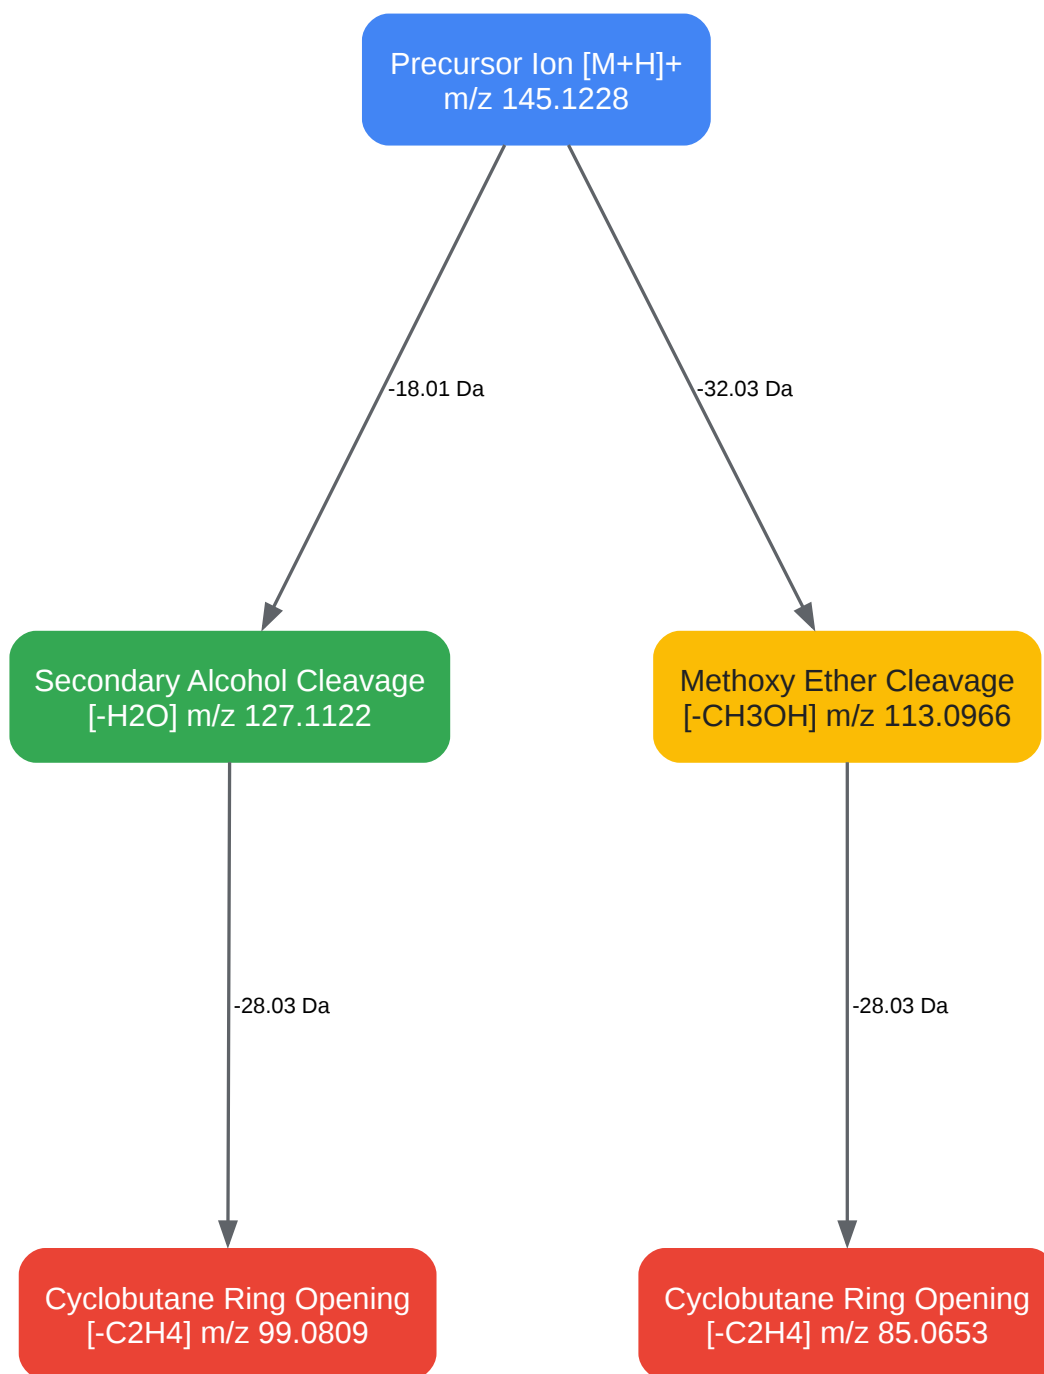 Precursor Ion [M+H]+
m/z 145.1228
-18.01 Da
-32.03 Da
Secondary Alcohol Cleavage
[-H2O] m/z 127.1122
Methoxy Ether Cleavage
[-CH3OH] m/z 113.0966
-28.03 Da
-28.03 Da
Cyclobutane Ring Opening
[-C2H4] m/z 99.0809
Cyclobutane Ring Opening
[-C2H4] m/z 85.0653